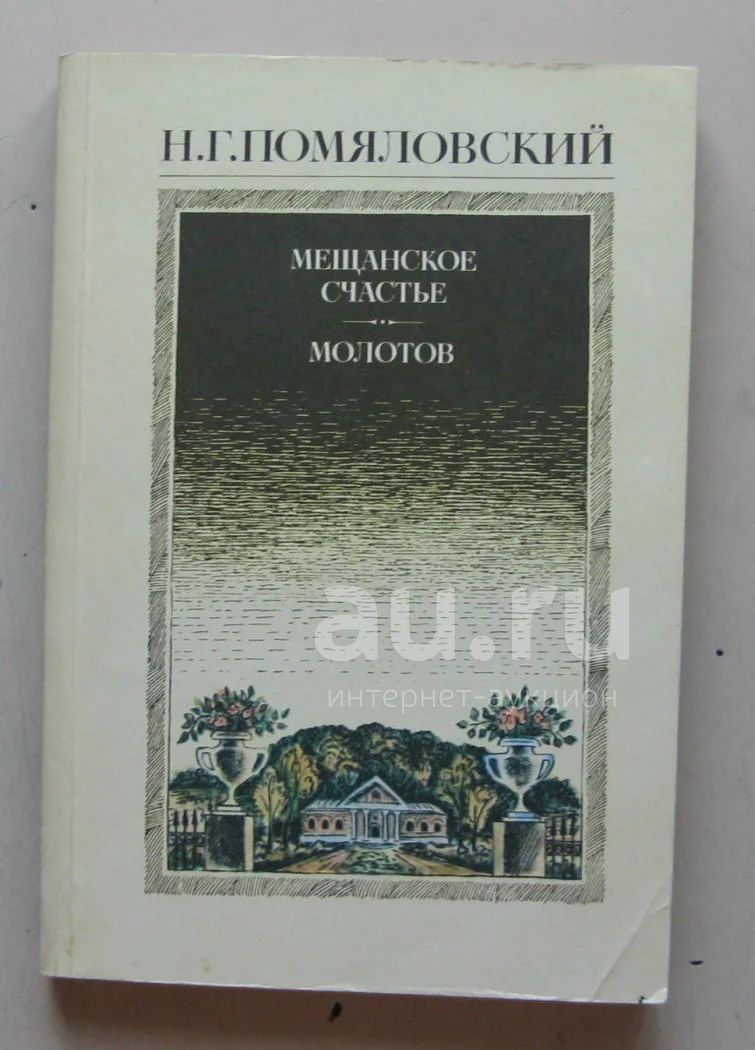 Н.Г.ПОМЯЛОВСКИЙ
МЕЩАНСКОЕ
СЧАСТЬЕ
МОЛОТОВ
au.ru
интернет-аукцион